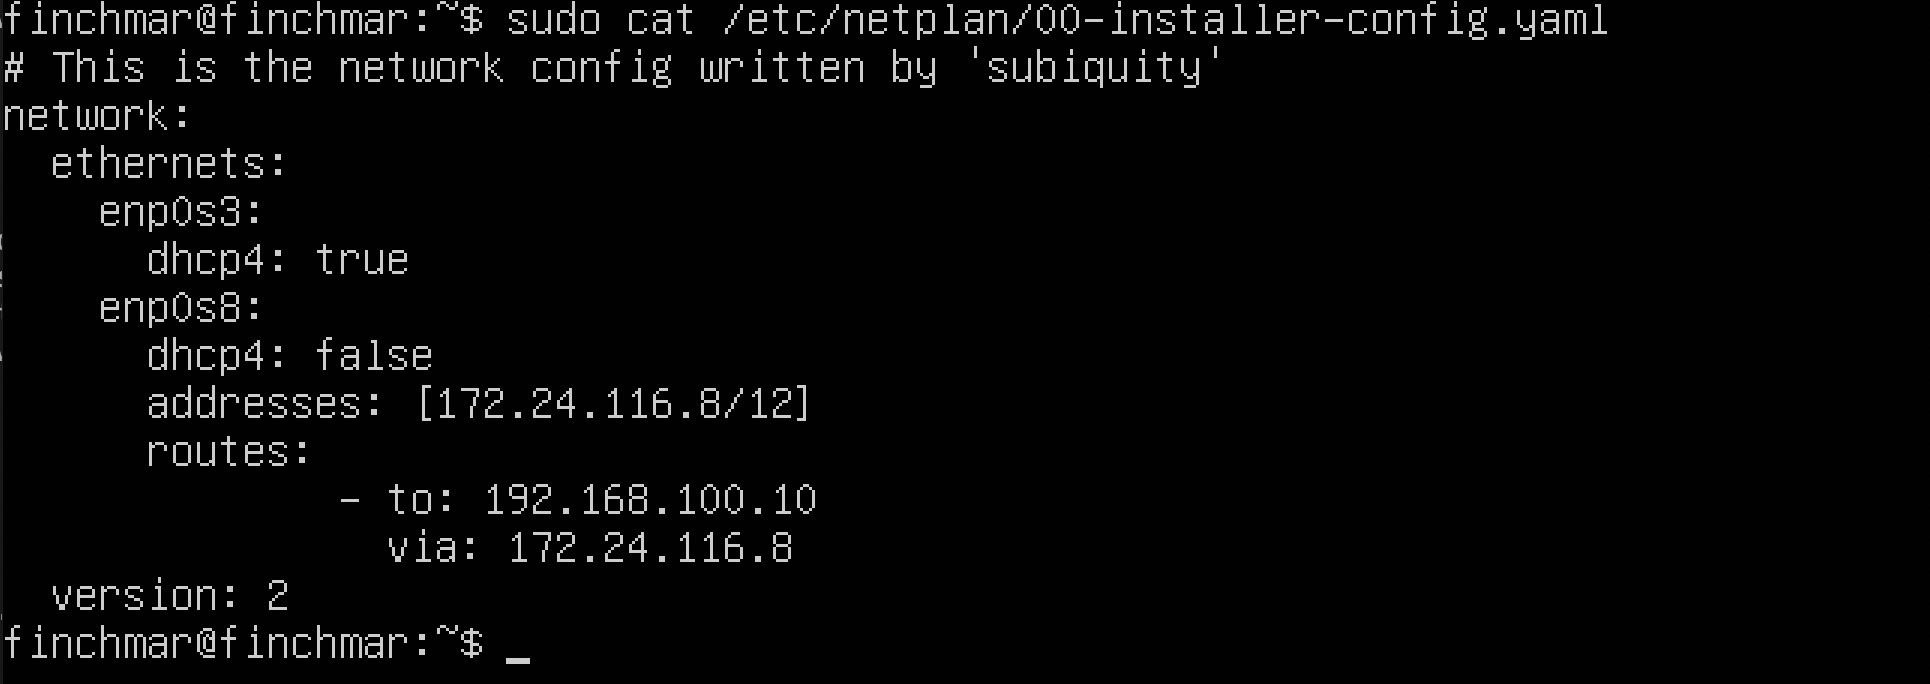 finchmar@finchmar:~$ sudo cat /etc/netplan/00-installer-config.yaml
# This is the network config written by 'subiquity'
network:
  ethernets:
    enp0s3:
      dhcp4: true
    enp0s8:
      dhcp4: false
      addresses: [172.24.116.8/12]
      routes:
              - to: 192.168.100.10
                via: 172.24.116.8
  version: 2
finchmar@finchmar:~$ _